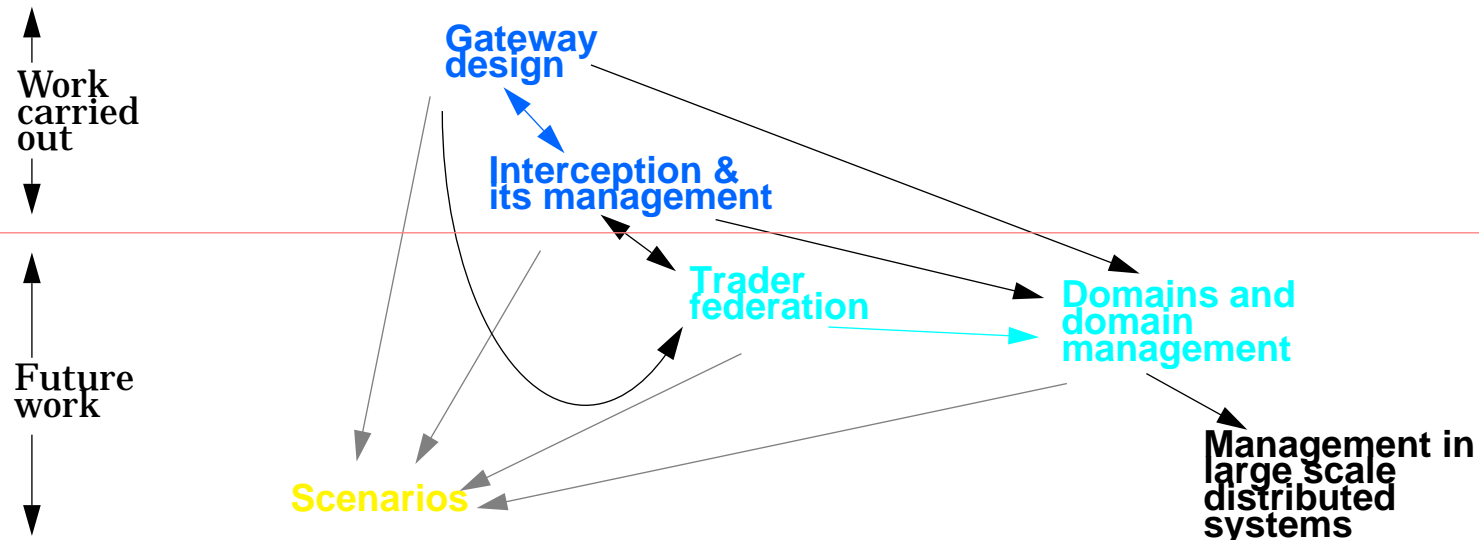 Work
carried
out
Gateway
design
Interception &
its management
Trader
federation
Domains and
domain
management
Future
work
Scenarios
Management in
large scale
distributed
systems